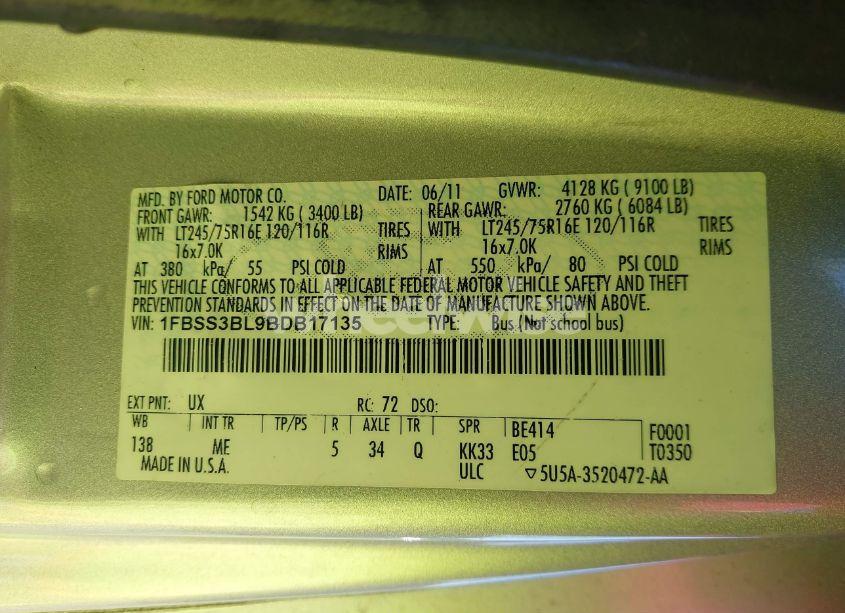 MFD. BY FORD MOTOR CO. DATE: 06/11 GVWR: 4128 KG ( 9100 LB)
FRONT GAWR: 1542 KG ( 3400 LB) REAR GAWR: 2760 KG ( 6084 LB)
WITH LT245/75R16E 120/116R TIRES WITH LT245/75R16E 120/116R TIRES
16x7.0K RIMS 16x7.0K RIMS
AT 380 kPa/ 55 PSI COLD AT 550 kPa/ 80 PSI COLD
THIS VEHICLE CONFORMS TO ALL APPLICABLE FEDERAL MOTOR VEHICLE SAFETY AND THEFT
PREVENTION STANDARDS IN EFFECT ON THE DATE OF MANUFACTURE SHOWN ABOVE.
VIN: 1FBSS3BL9BDB17135 TYPE: Bus (Not school bus)
EXT PNT: UX RC: 72 DSO:
WB INT TR TP/PS R AXLE TR SPR BE414 F0001
138 ME 5 34 Q KK33 E05 T0350
MADE IN U.S.A. ULC ▽5U5A-3520472-AA